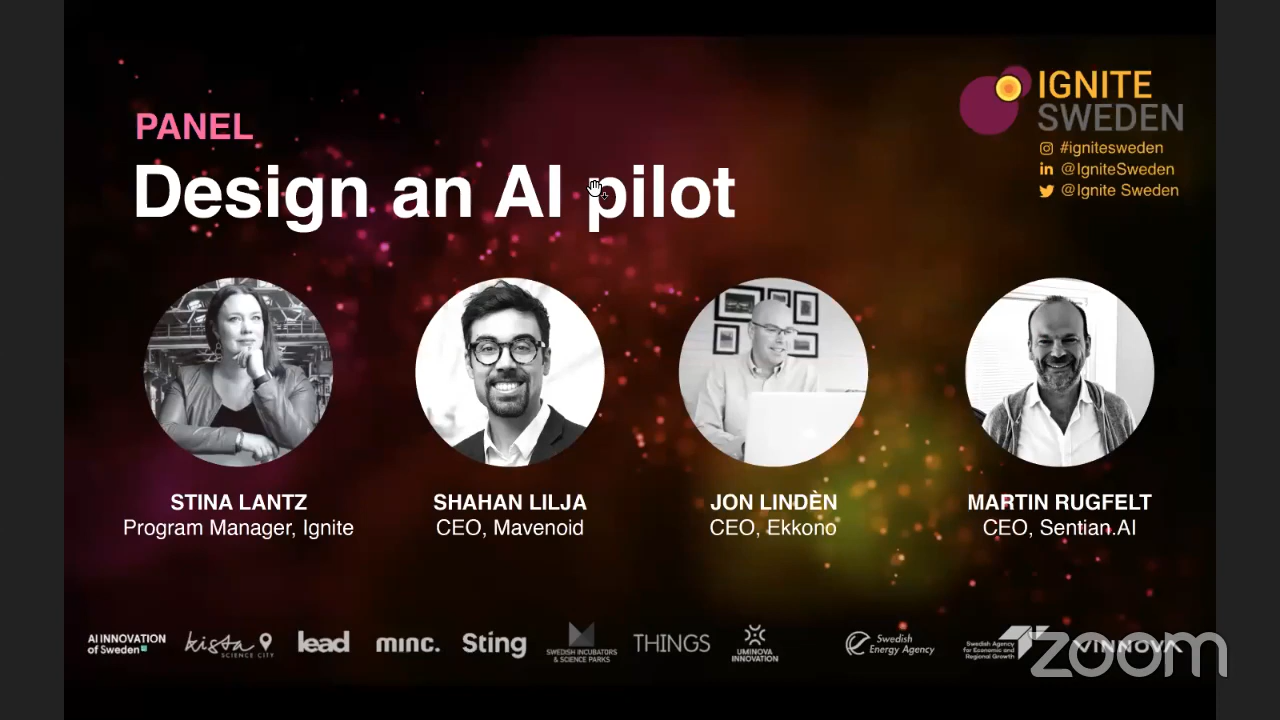 PANEL
Design an AI pilot
IGNITE
SWEDEN
#ignitesweden
@IgniteSweden
@Ignite Sweden
STINA LANTZ
Program Manager, Ignite
SHAHAN LILJA
CEO, Mavenoid
JON LINDÈN
CEO, Ekkono
MARTIN RUGFELT
CEO, Sentian.AI
AI INNOVATION
of Sweden
kista
SCIENCE CITY
lead
minc.
Sting
SWEDISH INCUBATORS
& SCIENCE PARKS
THINGS
UMINOVA
INNOVATION
Swedish
Energy Agency
Swedish Agency
for Economic and
Regional Growth
VINNOVA
zoom